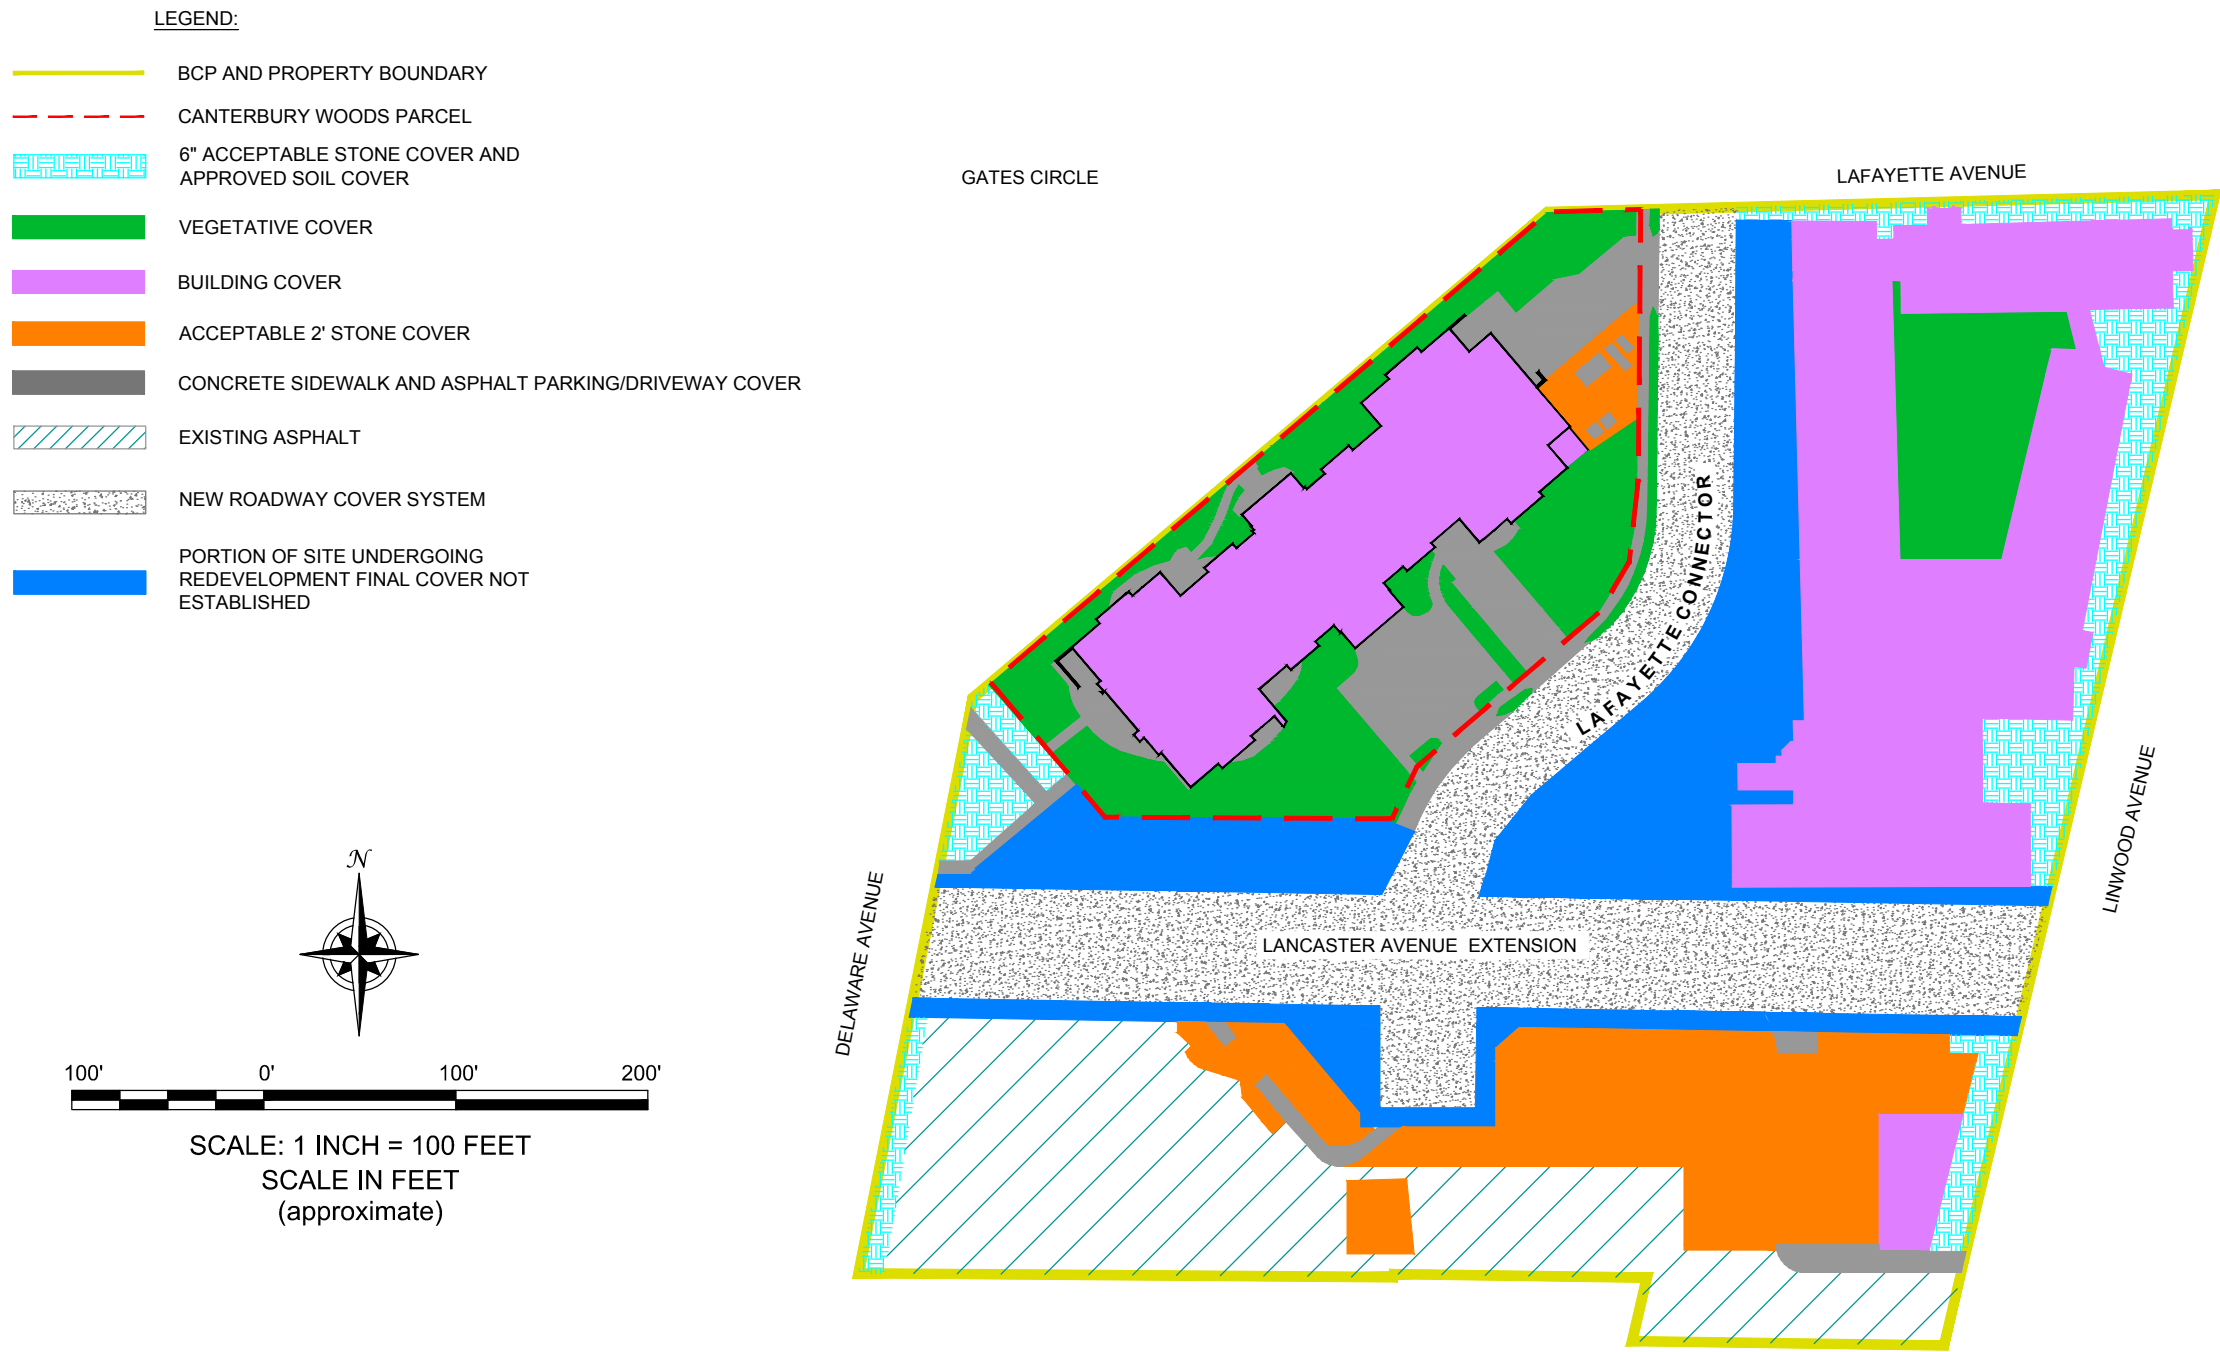 LEGEND:
BCP AND PROPERTY BOUNDARY
CANTERBURY WOODS PARCEL
6" ACCEPTABLE STONE COVER AND
APPROVED SOIL COVER
VEGETATIVE COVER
BUILDING COVER
ACCEPTABLE 2' STONE COVER
CONCRETE SIDEWALK AND ASPHALT PARKING/DRIVEWAY COVER
EXISTING ASPHALT
NEW ROADWAY COVER SYSTEM
PORTION OF SITE UNDERGOING
REDEVELOPMENT FINAL COVER NOT
ESTABLISHED
GATES CIRCLE
LAFAYETTE AVENUE
LAFAYETTE CONNECTOR
LINWOOD AVENUE
DELAWARE AVENUE
LANCASTER AVENUE EXTENSION
N
100' 0' 100' 200'
SCALE: 1 INCH = 100 FEET
SCALE IN FEET
(approximate)